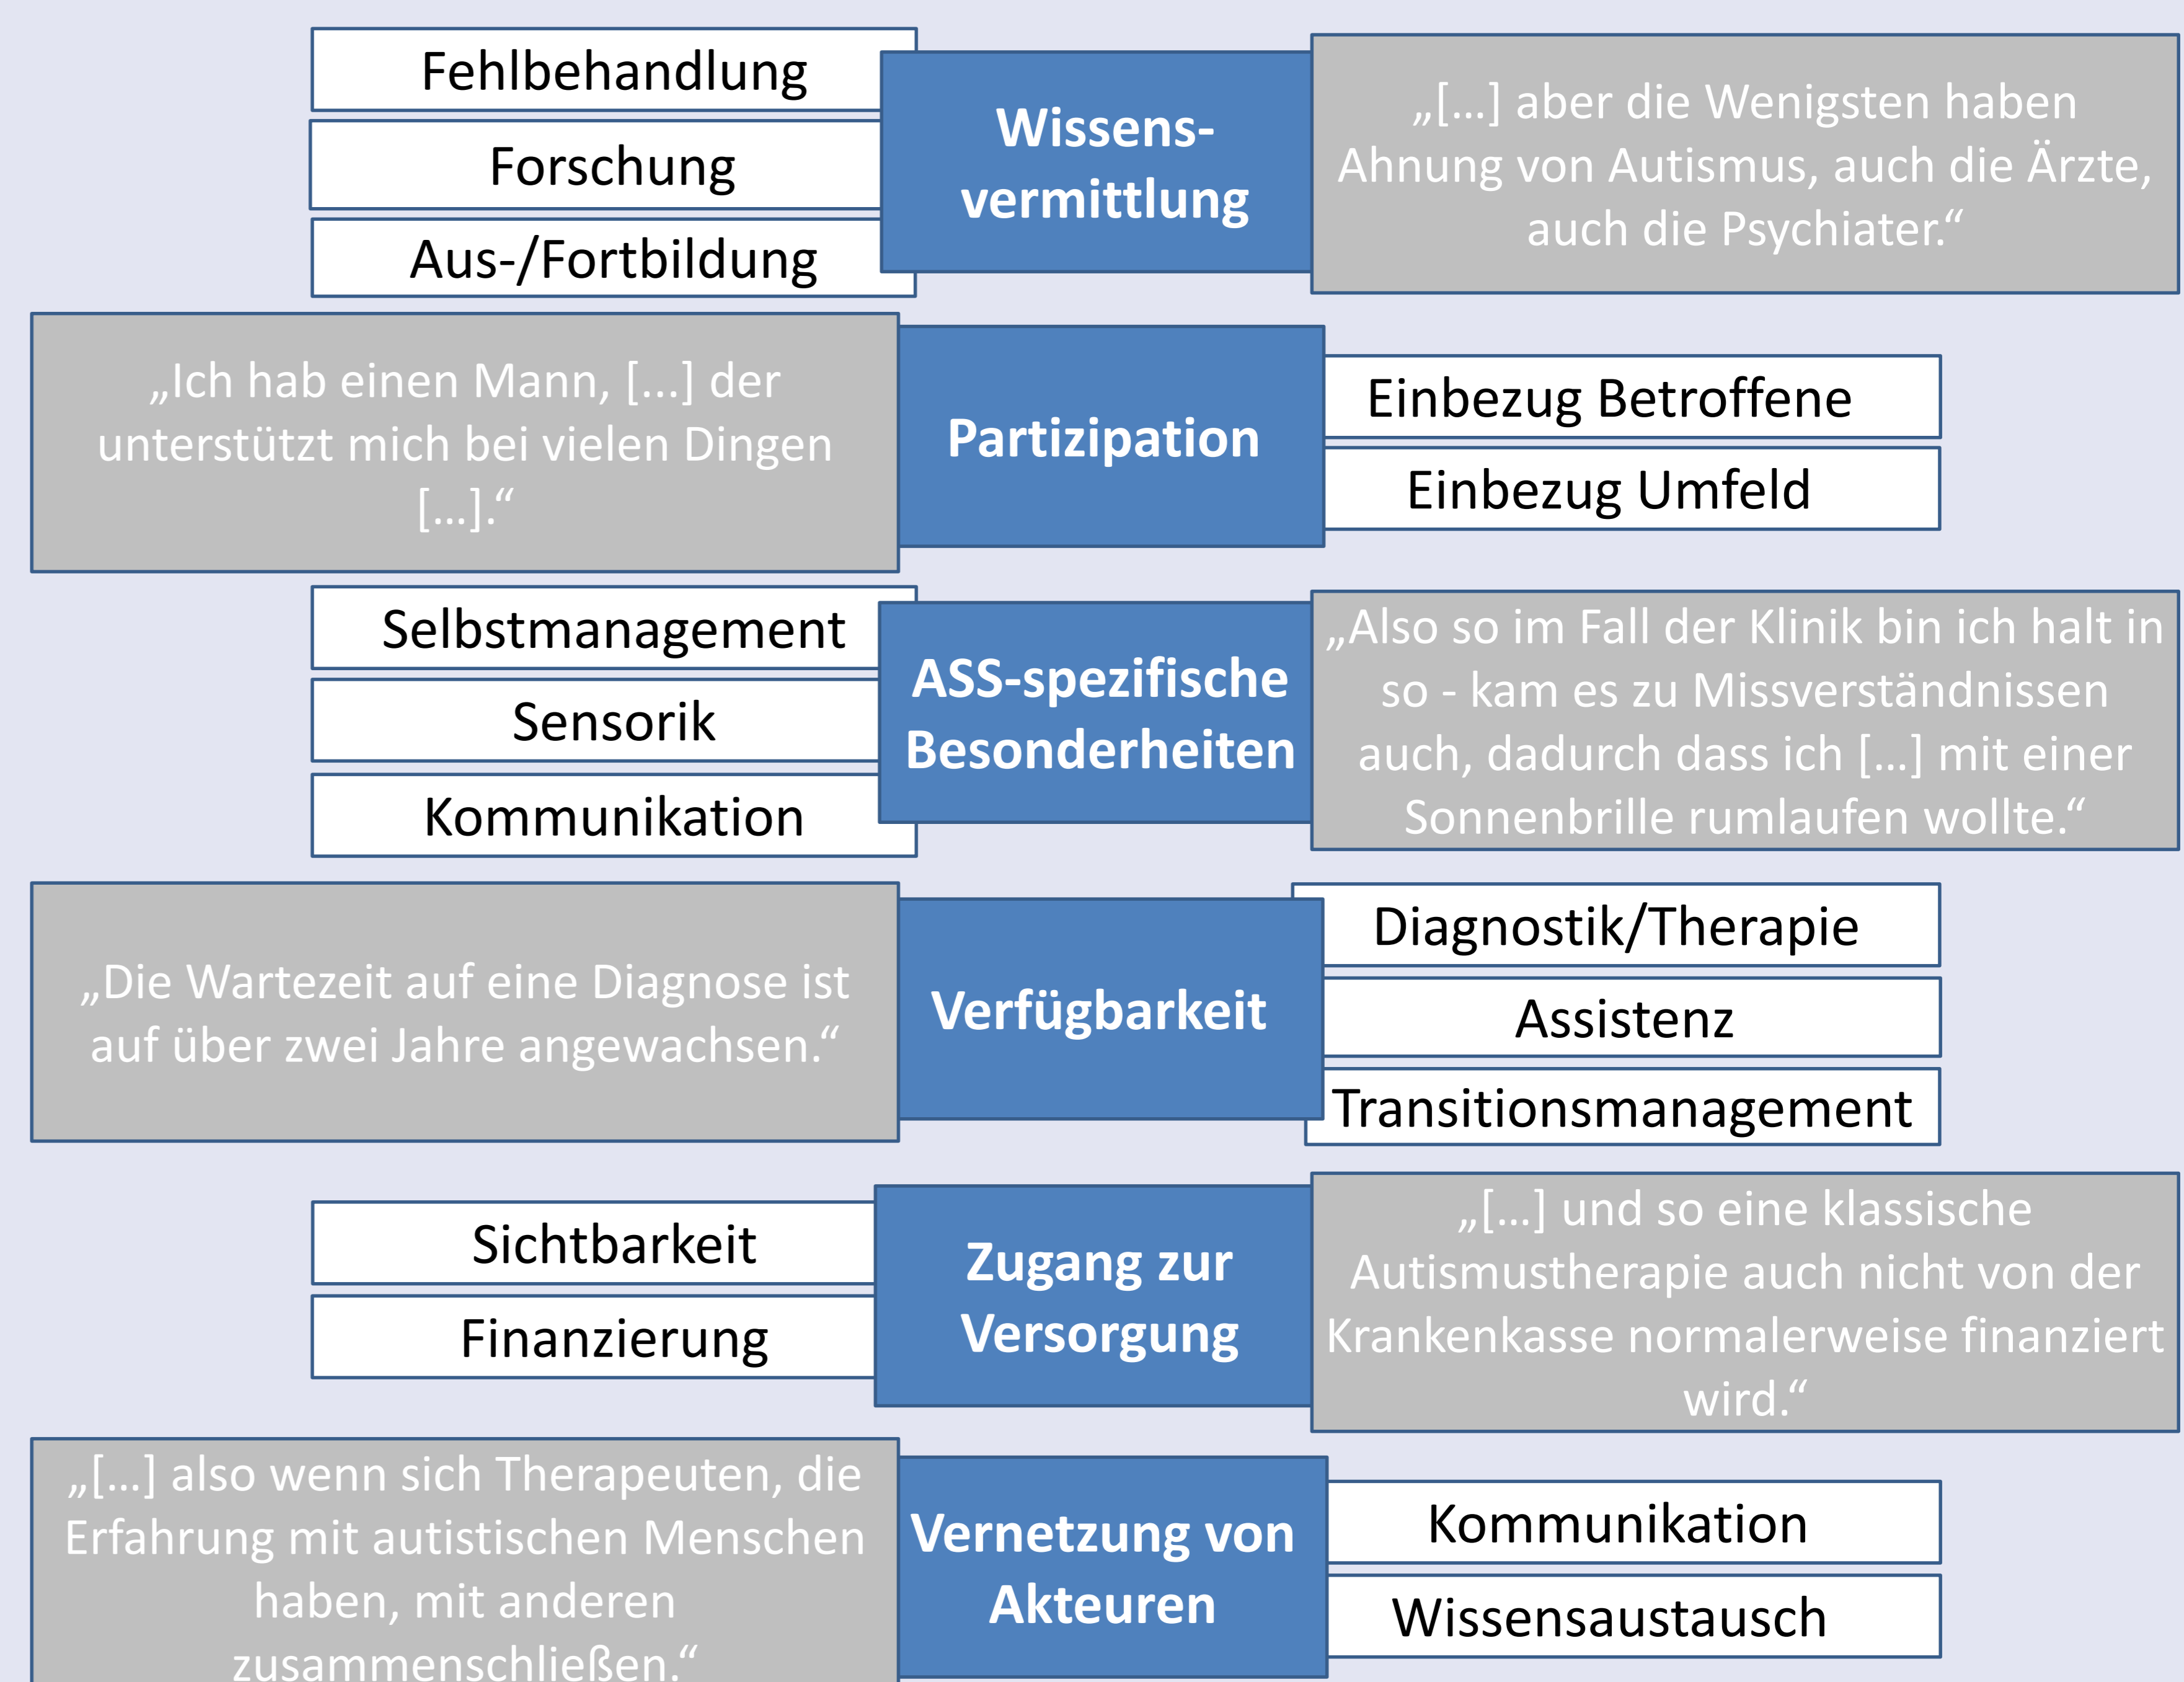 Fehlbehandlung
Forschung
Aus-/Fortbildung
Wissens-
vermittlung
„[…] aber die Wenigsten haben
Ahnung von Autismus, auch die Ärzte,
auch die Psychiater.“
„Ich hab einen Mann, […] der
unterstützt mich bei vielen Dingen
[…].“
Partizipation
Einbezug Betroffene
Einbezug Umfeld
Selbstmanagement
Sensorik
Kommunikation
ASS-spezifische
Besonderheiten
„Also so im Fall der Klinik bin ich halt in
so - kam es zu Missverständnissen
auch, dadurch dass ich […] mit einer
Sonnenbrille rumlaufen wollte.“
„Die Wartezeit auf eine Diagnose ist
auf über zwei Jahre angewachsen.“
Verfügbarkeit
Diagnostik/Therapie
Assistenz
Transitionsmanagement
Sichtbarkeit
Finanzierung
Zugang zur
Versorgung
„[…] und so eine klassische
Autismustherapie auch nicht von der
Krankenkasse normalerweise finanziert
wird.“
„[…] also wenn sich Therapeuten, die
Erfahrung mit autistischen Menschen
haben, mit anderen
zusammenschließen.“
Vernetzung von
Akteuren
Kommunikation
Wissensaustausch